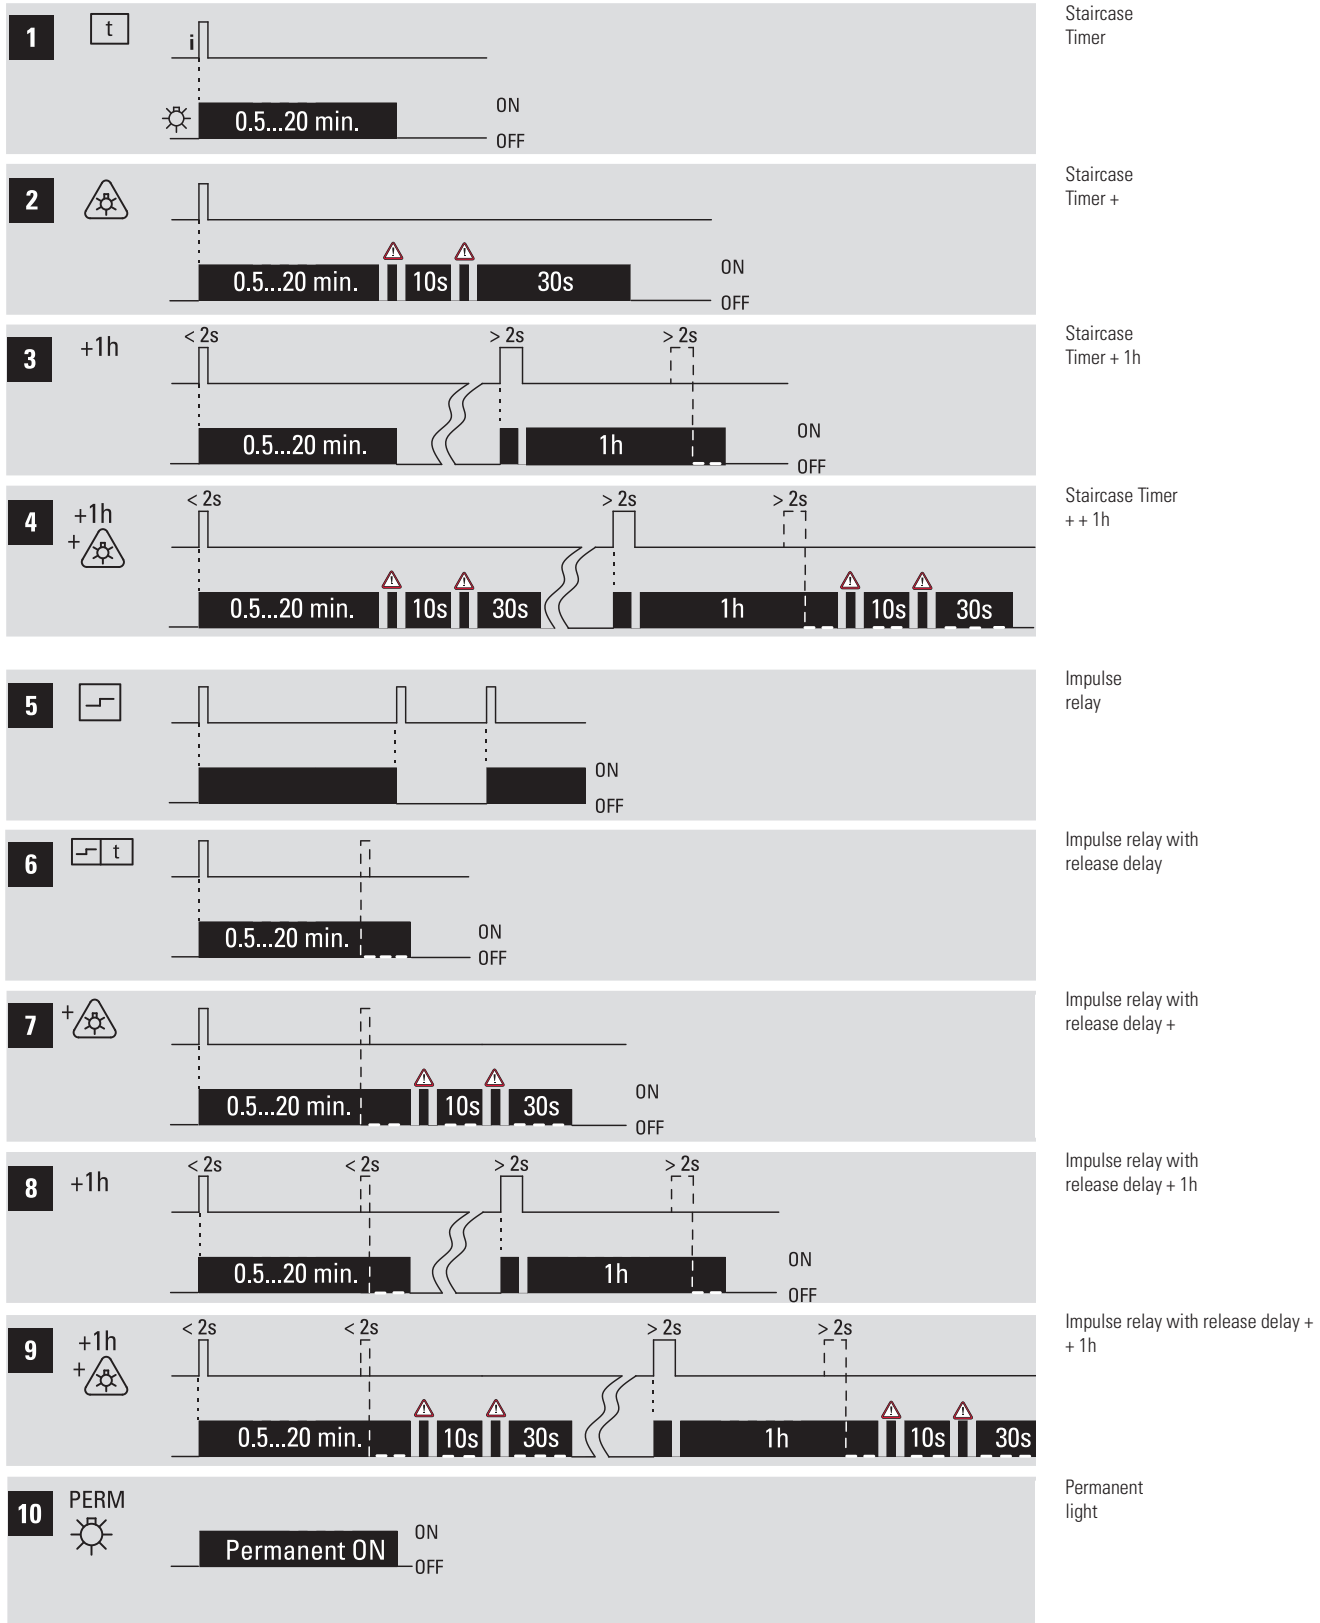 1
t
i
0.5...20 min.
ON
OFF
Staircase
Timer
2
0.5...20 min.
!
10s
!
30s
ON
OFF
Staircase
Timer +
3
+1h
< 2s
> 2s
> 2s
0.5...20 min.
1h
ON
OFF
Staircase
Timer + 1h
4
+1h
+
< 2s
> 2s
> 2s
0.5...20 min.
!
10s
!
30s
1h
!
10s
!
30s
Staircase Timer
+ + 1h
5
ON
OFF
Impulse
relay
6
t
0.5...20 min.
ON
OFF
Impulse relay with
release delay
7
+
0.5...20 min.
!
10s
!
30s
ON
OFF
Impulse relay with
release delay +
8
+1h
< 2s
< 2s
> 2s
> 2s
0.5...20 min.
1h
ON
OFF
Impulse relay with
release delay + 1h
9
+1h
+
< 2s
< 2s
> 2s
> 2s
0.5...20 min.
!
10s
!
30s
1h
!
10s
!
30s
Impulse relay with release delay +
+ 1h
10
PERM
Permanent ON
ON
OFF
Permanent
light